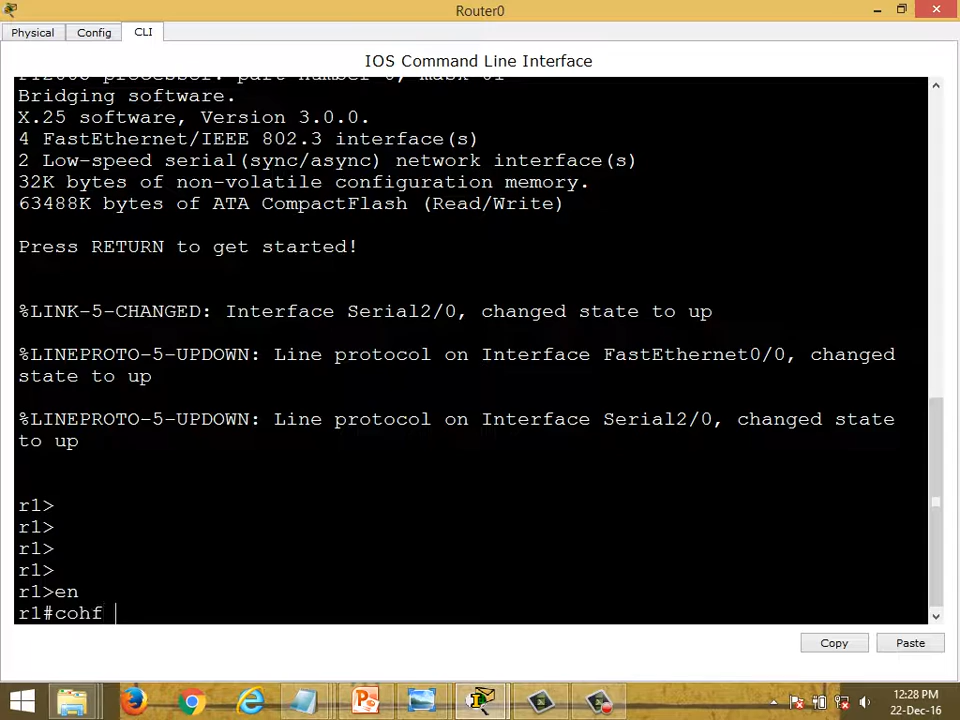 Router0
Physical
Config
CLI
IOS Command Line Interface
Bridging software.
X.25 software, Version 3.0.0.
4 FastEthernet/IEEE 802.3 interface(s)
2 Low-speed serial(sync/async) network interface(s)
32K bytes of non-volatile configuration memory.
63488K bytes of ATA CompactFlash (Read/Write)
Press RETURN to get started!
%LINK-5-CHANGED: Interface Serial2/0, changed state to up
%LINEPROTO-5-UPDOWN: Line protocol on Interface FastEthernet0/0, changed
state to up
%LINEPROTO-5-UPDOWN: Line protocol on Interface Serial2/0, changed state
to up
r1>
r1>
r1>
r1>
r1>en
r1#cohf
Copy
Paste
12:28 PM
22-Dec-16